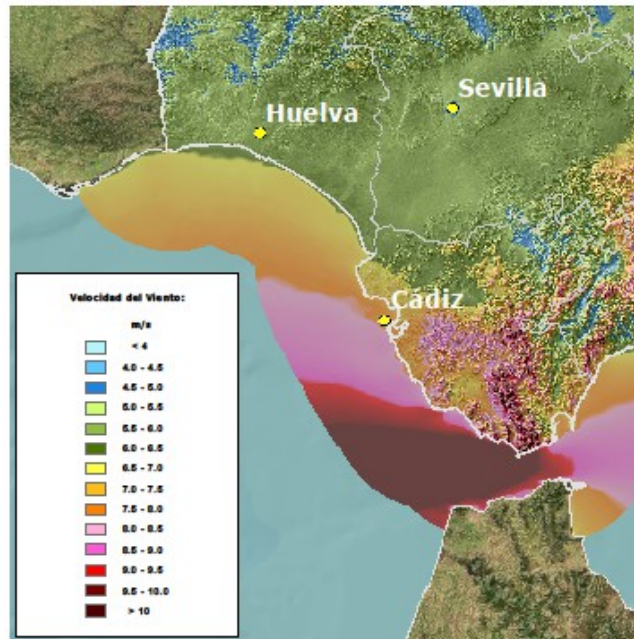 Sevilla
Huelva
Cádiz
Velocidad del Viento:
m/s
< 4
4.0 - 4.5
4.5 - 5.0
5.0 - 5.5
5.5 - 6.0
6.0 - 6.5
6.5 - 7.0
7.0 - 7.5
7.5 - 8.0
8.0 - 8.5
8.5 - 9.0
9.0 - 9.5
9.5 - 10.0
> 10